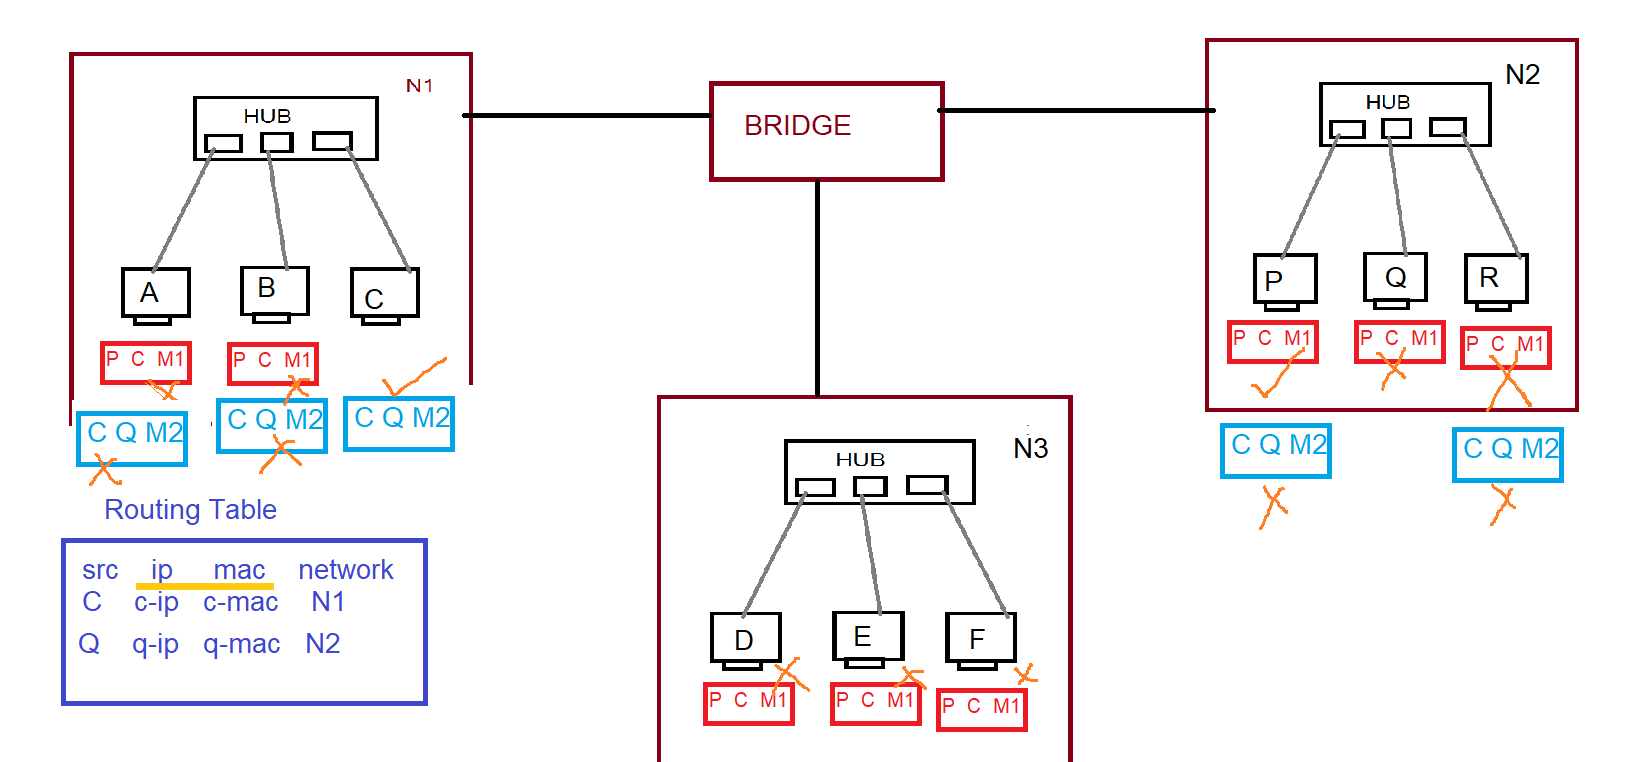 N1
HUB
A
B
C
P C M1
P C M1
C Q M2
C Q M2
C Q M2
Routing Table
src ip mac network
C c-ip c-mac N1
Q q-ip q-mac N2
BRIDGE
N2
HUB
P
Q
R
P C M1
P C M1
P C M1
C Q M2
C Q M2
N3
HUB
D
E
F
P C M1
P C M1
P C M1